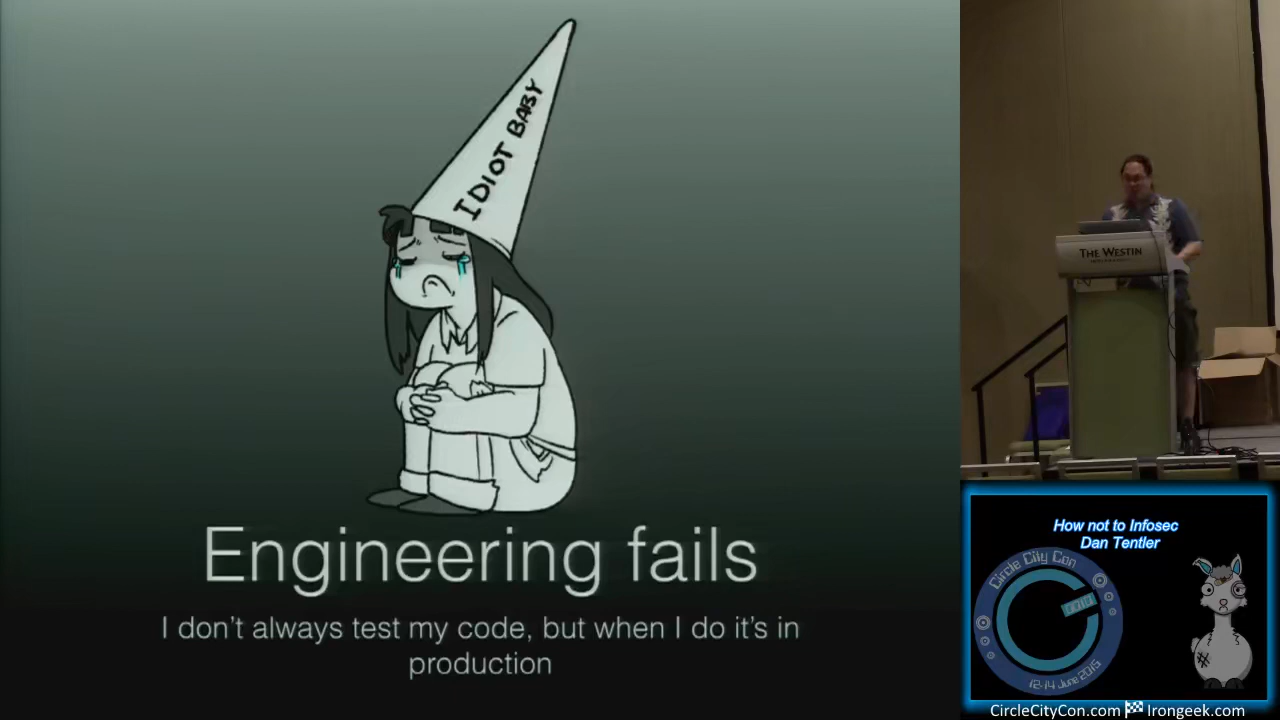 IDIOT BABY
Engineering fails
I don't always test my code, but when I do it's in
production
THE WESTIN
How not to Infosec
Dan Tentler
Circle City Con
12-14 June 2015
CircleCityCon.com Irongeek.com